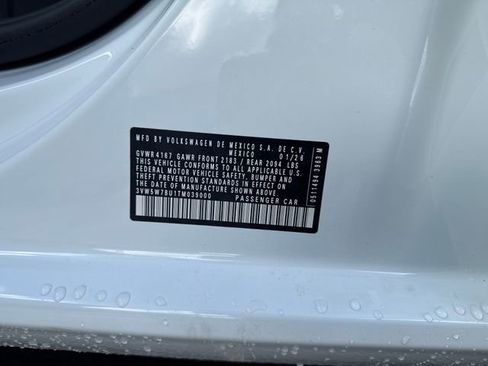 MFD BY VOLKSWAGEN DE MEXICO S.A. DE C.V.
MEXICO 01/26
GVWR 4167 GAWR FRONT 2183 / REAR 2094 LBS
THIS VEHICLE CONFORMS TO ALL APPLICABLE U.S.
FEDERAL MOTOR VEHICLE SAFETY, BUMPER AND
THEFT PREVENTION STANDARDS IN EFFECT ON THE
DATE OF MANUFACTURE SHOWN ABOVE.
3VW5W7BU1TM039000 PASSENGER CAR
0511494 3963 M